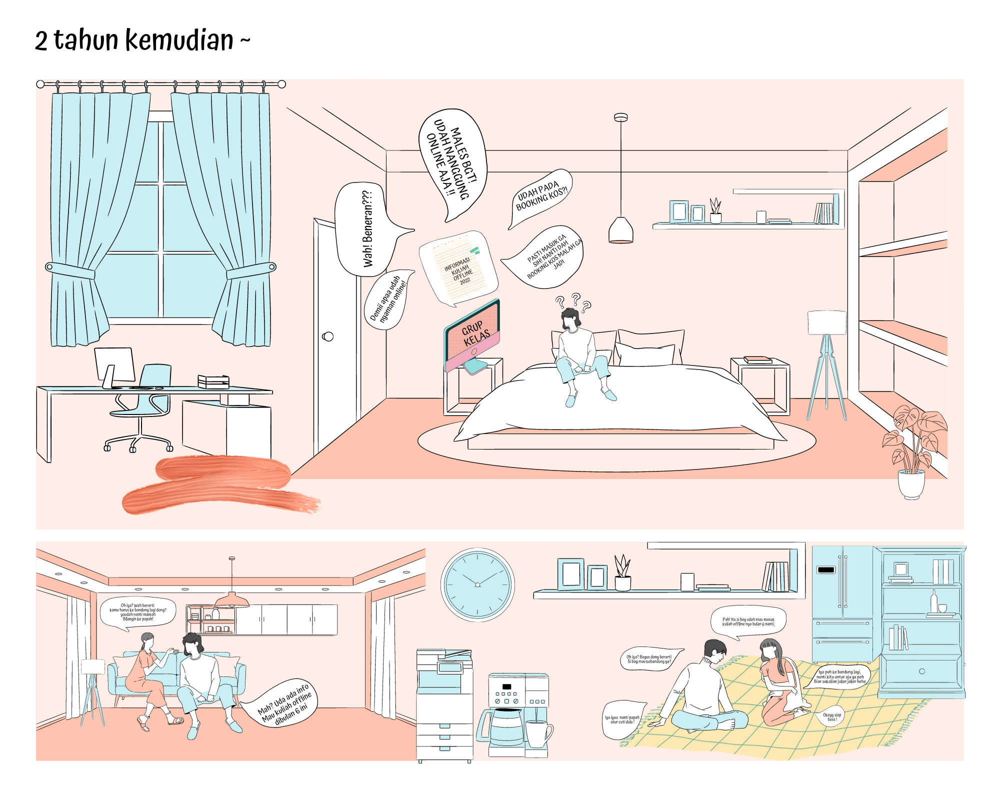 2 tahun kemudian ~
MALES BGT!
UDAH NANGGUNG
ONLINE AJA !!
UDAH PADA
BOOKING KOS?!
Wah! Beneran???
PASTI MASUK GA
SIH! NANTI DAH
BOOKING KOS MALAH GA
JADI
INFORMASI
KULIAH
OFFLINE
2022
Demii apaa udah
nyaman online!
? ? ?
GRUP
KELAS
Oh iya? Wah berarti
kamu harus ke bandung lagi dong?
yaudah nanti mamah
Bilangin ke papah!
Mah? Uda ada info
Mau kuliah offline
dibulan 6 ini
Pah! Itu si boy udah mau masuk
kuliah offline nya bulan 6 nanti,
Oh iya? Bagus dong berarti
Si boy mau kebandung ya?
Iya pah ke bandung lagi,
nanti kita antar aja ya pah
Biar sekalian jalan jalan hehe
Iya iyaa nanti papah
atur cuti dulu !
Okeyy siap
boss !